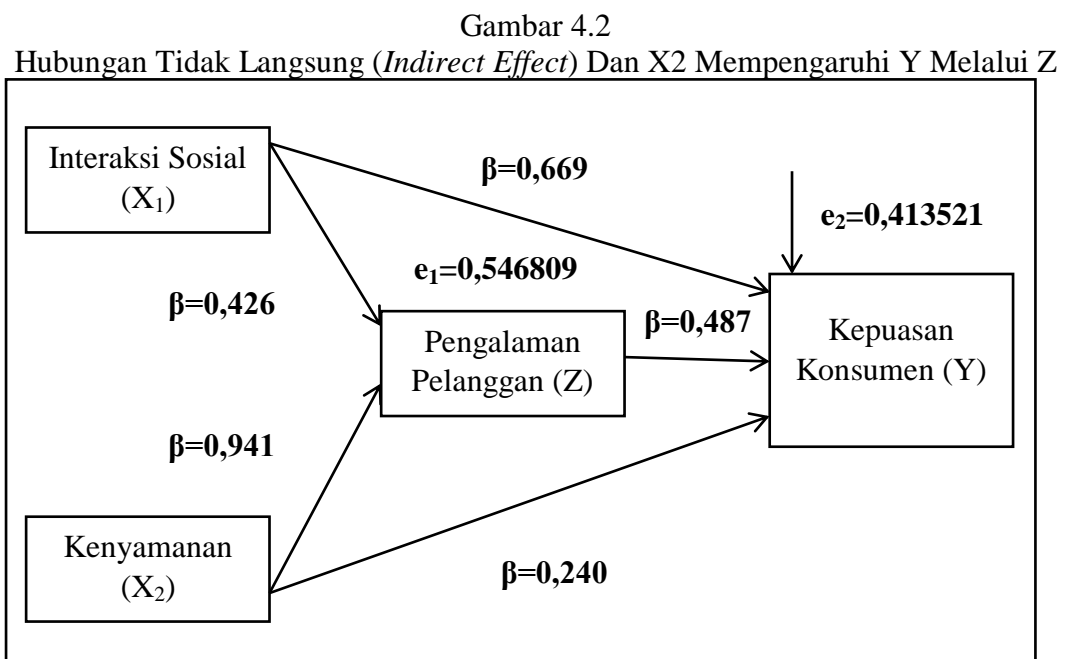 Gambar 4.2
Hubungan Tidak Langsung (Indirect Effect) Dan X2 Mempengaruhi Y Melalui Z
Interaksi Sosial
(X₁)
β=0,669
e₂=0,413521
e₁=0,546809
β=0,426
β=0,487
Pengalaman
Pelanggan (Z)
Kepuasan
Konsumen (Y)
β=0,941
Kenyamanan
(X₂)
β=0,240